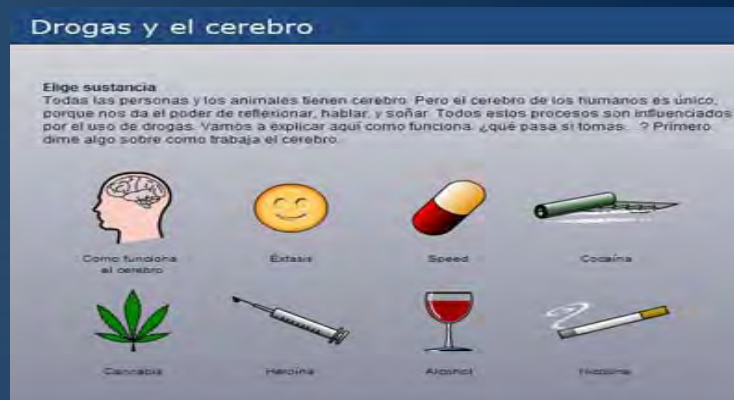 Drogas y el cerebro
Elige sustancia
Todas las personas y los animales tienen cerebro. Pero el cerebro de los humanos es único,
porque nos da el poder de reflexionar, hablar, y soñar. Todos estos procesos son influenciados
por el uso de drogas. Vamos a explicar aquí como funciona. ¿qué pasa si tomas...? Primero
dime algo sobre como trabaja el cerebro.
Como funciona
el cerebro
Éxtasis
Speed
Cocaína
Cannabis
Heroína
Alcohol
Nicotina